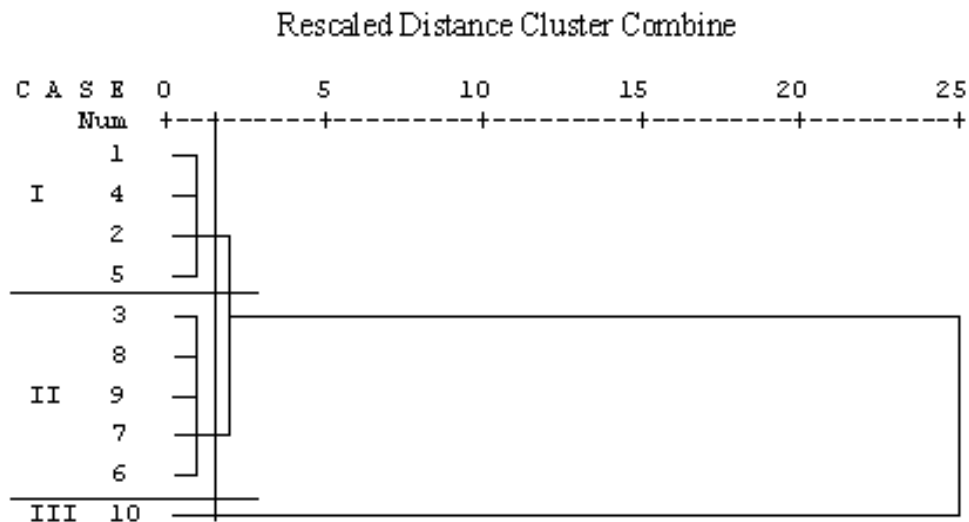 Rescaled Distance Cluster Combine
C A S E 0 5 10 15 20 25
Num +---------+---------+---------+---------+---------+
1
I 4
2
5
3
8
II 9
7
6
III 10